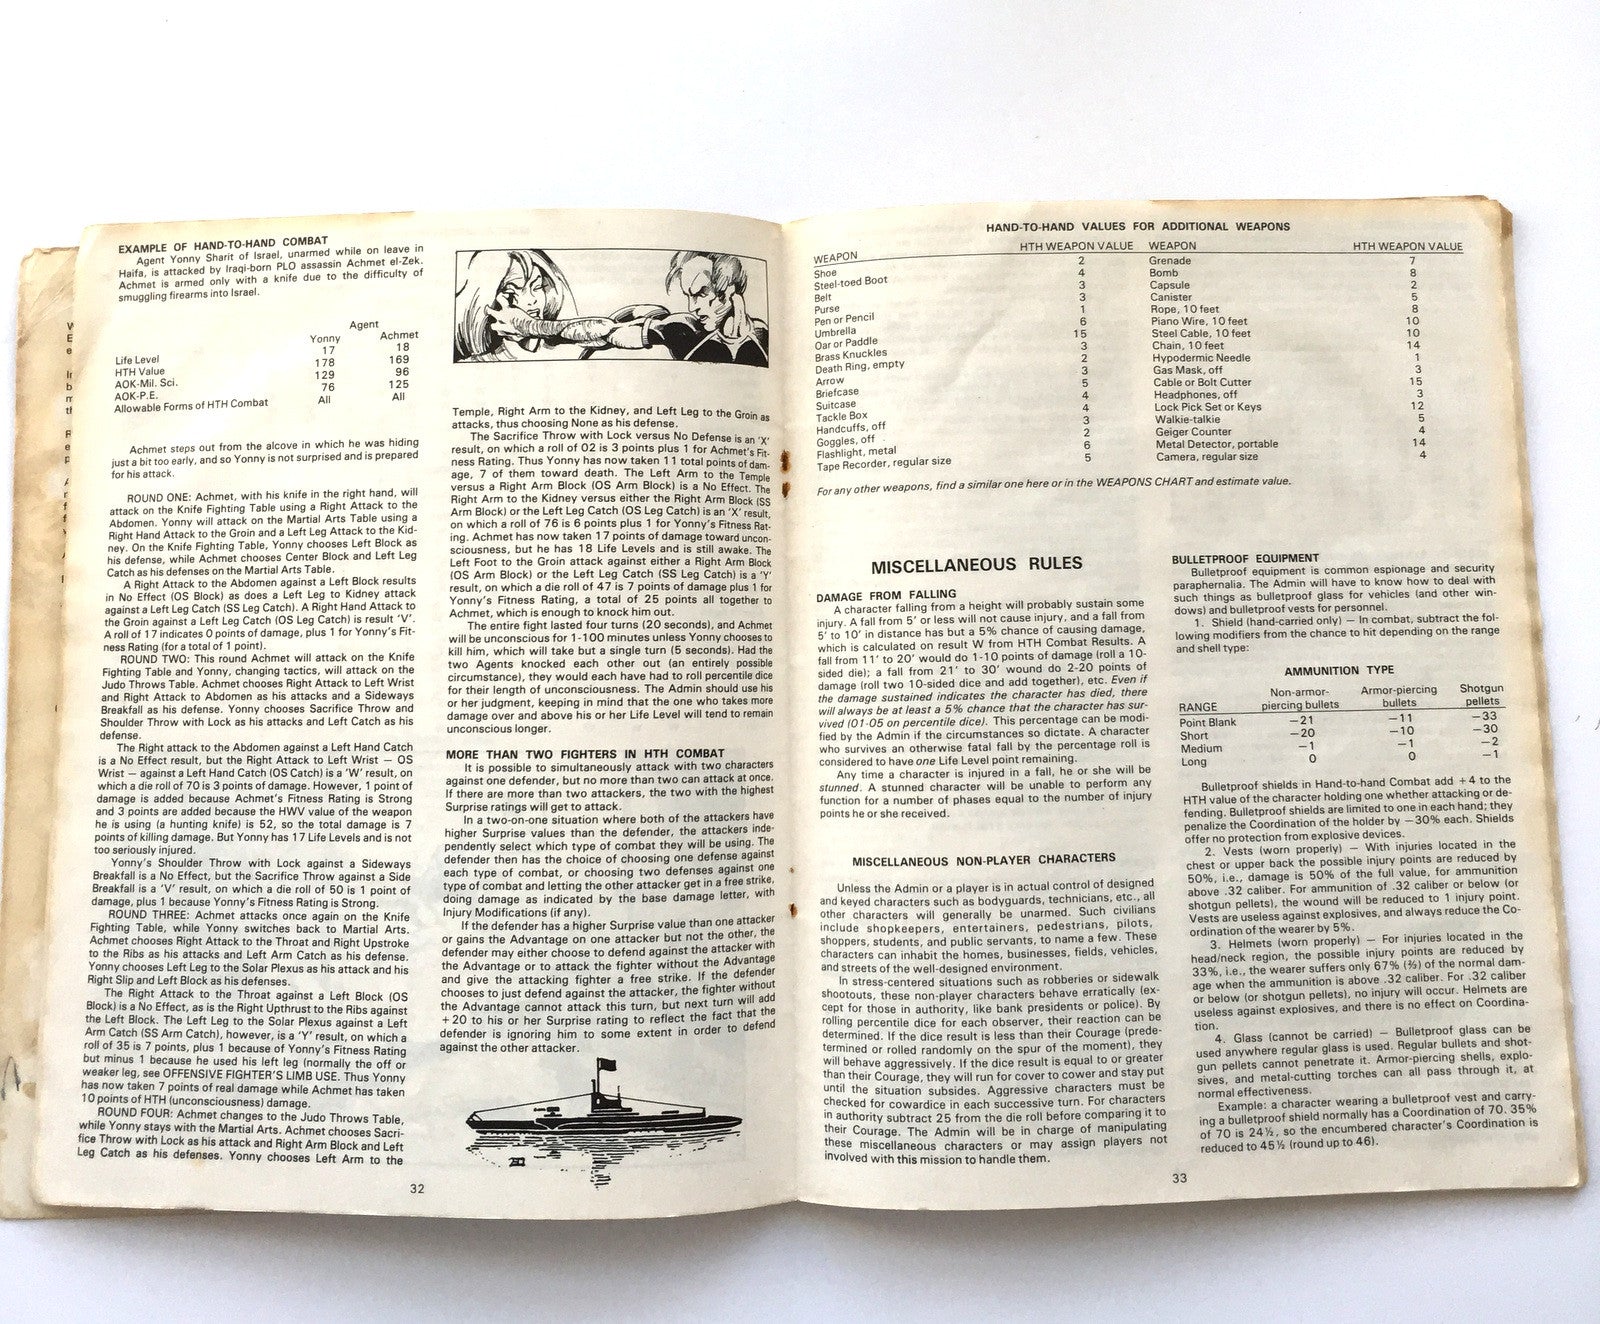 EXAMPLE OF HAND-TO-HAND COMBAT
Agent Yonny Sharit of Israel, unarmed while on leave in
Haifa, is attacked by Iraqi-born PLO assassin Achmet el-Zek.
Achmet is armed only with a knife due to the difficulty of
smuggling firearms into Israel.
Agent
Yonny Achmet
Life Level 17 18
HTH Value 178 169
AOK-Mil. Sci. 129 96
AOK-P.E. 76 125
Allowable Forms of HTH Combat All All
Achmet steps out from the alcove in which he was hiding
just a bit too early, and so Yonny is not surprised and is prepared
for his attack.
ROUND ONE: Achmet, with his knife in the right hand, will
attack on the Knife Fighting Table using a Right Attack to the
Abdomen. Yonny will attack on the Martial Arts Table using a
Right Hand Attack to the Groin and a Left Leg Attack to the Kid-
ney. On the Knife Fighting Table, Yonny chooses Left Block as
his defense, while Achmet chooses Center Block and Left Leg
Catch as his defenses on the Martial Arts Table.
A Right Attack to the Abdomen against a Left Block results
in No Effect (OS Block) as does a Left Leg to Kidney attack
against a Left Leg Catch (SS Leg Catch). A Right Hand Attack to
the Groin against a Left Leg Catch (OS Leg Catch) is result 'V'.
A roll of 17 indicates 0 points of damage, plus 1 for Yonny's Fit-
ness Rating (for a total of 1 point).
ROUND TWO: This round Achmet will attack on the Knife
Fighting Table and Yonny, changing tactics, will attack on the
Judo Throws Table. Achmet chooses Right Attack to Left Wrist
and Right Attack to Abdomen as his attacks and a Sideways
Breakfall as his defense. Yonny chooses Sacrifice Throw and
Shoulder Throw with Lock as his attacks and Left Catch as his
defense.
The Right attack to the Abdomen against a Left Hand Catch
is a No Effect result, but the Right Attack to Left Wrist — OS
Wrist — against a Left Hand Catch (OS Catch) is a 'W' result, on
which a die roll of 70 is 3 points of damage. However, 1 point of
damage is added because Achmet's Fitness Rating is Strong
and 3 points are added because the HWV value of the weapon
he is using (a hunting knife) is 52, so the total damage is 7
points of killing damage. But Yonny has 17 Life Levels and is not
too seriously injured.
Yonny's Shoulder Throw with Lock against a Sideways
Breakfall is a No Effect, but the Sacrifice Throw against a Side
Breakfall is a 'V' result, on which a die roll of 50 is 1 point of
damage, plus 1 because Yonny's Fitness Rating is Strong.
ROUND THREE: Achmet attacks once again on the Knife
Fighting Table, while Yonny switches back to Martial Arts.
Achmet chooses Right Attack to the Throat and Right Upstroke
to the Ribs as his attacks and Left Arm Catch as his defense.
Yonny chooses Left Leg to the Solar Plexus as his attack and his
Right Slip and Left Block as his defenses.
The Right Attack to the Throat against a Left Block (OS
Block) is a No Effect, as is the Right Upthrust to the Ribs against
the Left Block. The Left Leg to the Solar Plexus against a Left
Arm Catch (SS Arm Catch), however, is a 'Y' result, on which a
roll of 35 is 7 points, plus 1 because of Yonny's Fitness Rating
but minus 1 because he used his left leg (normally the off or
weaker leg, see OFFENSIVE FIGHTER'S LIMB USE. Thus Yonny
has now taken 7 points of real damage while Achmet has taken
10 points of HTH (unconsciousness) damage.
ROUND FOUR: Achmet changes to the Judo Throws Table,
while Yonny stays with the Martial Arts. Achmet chooses Sacri-
fice Throw with Lock as his attack and Right Arm Block and Left
Leg Catch as his defenses. Yonny chooses Left Arm to the
Temple, Right Arm to the Kidney, and Left Leg to the Groin as
attacks, thus choosing None as his defense.
The Sacrifice Throw with Lock versus No Defense is an 'X'
result, on which a roll of 02 is 3 points plus 1 for Achmet's Fit-
ness Rating. Thus Yonny has now taken 11 total points of dam-
age, 7 of them toward death. The Left Arm to the Temple
versus a Right Arm Block (OS Arm Block) is a No Effect. The
Right Arm to the Kidney versus either the Right Arm Block (SS
Arm Block) or the Left Leg Catch (OS Leg Catch) is an 'X' result,
on which a roll of 76 is 6 points plus 1 for Yonny's Fitness Rat-
ing. Achmet has now taken 17 points of damage toward uncon-
sciousness, but he has 18 Life Levels and is still awake. The
Left Foot to the Groin attack against either a Right Arm Block
(OS Arm Block) or the Left Leg Catch (SS Leg Catch) is a 'Y'
result, on which a die roll of 47 is 7 points of damage plus 1 for
Yonny's Fitness Rating, a total of 25 points all together to
Achmet, which is enough to knock him out.
The entire fight lasted four turns (20 seconds), and Achmet
will be unconscious for 1-100 minutes unless Yonny chooses to
kill him, which will take but a single turn (5 seconds). Had the
two Agents knocked each other out (an entirely possible
circumstance), they would each have had to roll percentile dice
for their length of unconsciousness. The Admin should use his
or her judgment, keeping in mind that the one who takes more
damage over and above his or her Life Level will tend to remain
unconscious longer.
MORE THAN TWO FIGHTERS IN HTH COMBAT
It is possible to simultaneously attack with two characters
against one defender, but no more than two can attack at once.
If there are more than two attackers, the two with the highest
Surprise ratings will get to attack.
In a two-on-one situation where both of the attackers have
higher Surprise values than the defender, the attackers inde-
pendently select which type of combat they will be using. The
defender then has the choice of choosing one defense against
each type of combat, or choosing two defenses against one
type of combat and letting the other attacker get in a free strike,
doing damage as indicated by the base damage letter, with
Injury Modifications (if any).
If the defender has a higher Surprise value than one attacker
or gains the Advantage on one attacker but not the other, the
defender may either choose to defend against the attacker with
the Advantage or to attack the fighter without the Advantage
and give the attacking fighter a free strike. If the defender
chooses to just defend against the attacker, the fighter without
the Advantage cannot attack this turn, but next turn will add
+20 to his or her Surprise rating to reflect the fact that the
defender is ignoring him to some extent in order to defend
against the other attacker.
32
HAND-TO-HAND VALUES FOR ADDITIONAL WEAPONS
WEAPON HTH WEAPON VALUE WEAPON HTH WEAPON VALUE
Shoe 2 Grenade 7
Steel-toed Boot 4 Bomb 8
Belt 3 Capsule 2
Purse 3 Canister 5
Pen or Pencil 1 Rope, 10 feet 8
Umbrella 6 Piano Wire, 10 feet 10
Oar or Paddle 15 Steel Cable, 10 feet 10
Brass Knuckles 3 Chain, 10 feet 14
Death Ring, empty 2 Hypodermic Needle 1
Arrow 3 Gas Mask, off 3
Briefcase 5 Cable or Bolt Cutter 15
Suitcase 4 Headphones, off 3
Tackle Box 4 Lock Pick Set or Keys 12
Handcuffs, off 3 Walkie-talkie 5
Goggles, off 2 Geiger Counter 4
Flashlight, metal 6 Metal Detector, portable 14
Tape Recorder, regular size 5 Camera, regular size 4
For any other weapons, find a similar one here or in the WEAPONS CHART and estimate value.
MISCELLANEOUS RULES
DAMAGE FROM FALLING
A character falling from a height will probably sustain some
injury. A fall from 5' or less will not cause injury, and a fall from
5' to 10' in distance has but a 5% chance of causing damage,
which is calculated on result W from HTH Combat Results. A
fall from 11' to 20' would do 1-10 points of damage (roll a 10-
sided die); a fall from 21' to 30' wound do 2-20 points of
damage (roll two 10-sided dice and add together), etc. Even if
the damage sustained indicates the character has died, there
will always be at least a 5% chance that the character has sur-
vived (01-05 on percentile dice). This percentage can be modi-
fied by the Admin if the circumstances so dictate. A character
who survives an otherwise fatal fall by the percentage roll is
considered to have one Life Level point remaining.
Any time a character is injured in a fall, he or she will be
stunned. A stunned character will be unable to perform any
function for a number of phases equal to the number of injury
points he or she received.
MISCELLANEOUS NON-PLAYER CHARACTERS
Unless the Admin or a player is in actual control of designed
and keyed characters such as bodyguards, technicians, etc., all
other characters will generally be unarmed. Such civilians
include shopkeepers, entertainers, pedestrians, pilots,
shoppers, students, and public servants, to name a few. These
characters can inhabit the homes, businesses, fields, vehicles,
and streets of the well-designed environment.
In stress-centered situations such as robberies or sidewalk
shootouts, these non-player characters behave erratically (ex-
cept for those in authority, like bank presidents or police). By
rolling percentile dice for each observer, their reaction can be
determined. If the dice result is less than their Courage (prede-
termined or rolled randomly on the spur of the moment), they
will behave aggressively. If the dice result is equal to or greater
than their Courage, they will run for cover to cower and stay put
until the situation subsides. Aggressive characters must be
checked for cowardice in each successive turn. For characters
in authority subtract 25 from the die roll before comparing it to
their Courage. The Admin will be in charge of manipulating
these miscellaneous characters or may assign players not
involved with this mission to handle them.
BULLETPROOF EQUIPMENT
Bulletproof equipment is common espionage and security
paraphernalia. The Admin will have to know how to deal with
such things as bulletproof glass for vehicles (and other win-
dows) and bulletproof vests for personnel.
1. Shield (hand-carried only) — In combat, subtract the fol-
lowing modifiers from the chance to hit depending on the range
and shell type:
AMMUNITION TYPE
Non-armor- Armor-piercing Shotgun
RANGE piercing bullets bullets pellets
Point Blank −21 −11 −33
Short −20 −10 −30
Medium −1 −1 −2
Long 0 0 −1
Bulletproof shields in Hand-to-hand Combat add +4 to the
HTH value of the character holding one whether attacking or de-
fending. Bulletproof shields are limited to one in each hand; they
penalize the Coordination of the holder by −30% each. Shields
offer no protection from explosive devices.
2. Vests (worn properly) — With injuries located in the
chest or upper back the possible injury points are reduced by
50%, i.e., damage is 50% of the full value, for ammunition
above .32 caliber. For ammunition of .32 caliber or below (or
shotgun pellets), the wound will be reduced to 1 injury point.
Vests are useless against explosives, and always reduce the Co-
ordination of the wearer by 5%.
3. Helmets (worn properly) — For injuries located in the
head/neck region, the possible injury points are reduced by
33%, i.e., the wearer suffers only 67% (⅔) of the normal dam-
age when the ammunition is above .32 caliber. For .32 caliber
or below (or shotgun pellets), no injury will occur. Helmets are
useless against explosives, and there is no effect on Coordina-
tion.
4. Glass (cannot be carried) — Bulletproof glass can be
used anywhere regular glass is used. Regular bullets and shot-
gun pellets cannot penetrate it. Armor-piercing shells, explo-
sives, and metal-cutting torches can all pass through it, at
normal effectiveness.
Example: a character wearing a bulletproof vest and carry-
ing a bulletproof shield normally has a Coordination of 70. 35%
of 70 is 24½, so the encumbered character's Coordination is
reduced to 45½ (round up to 46).
33